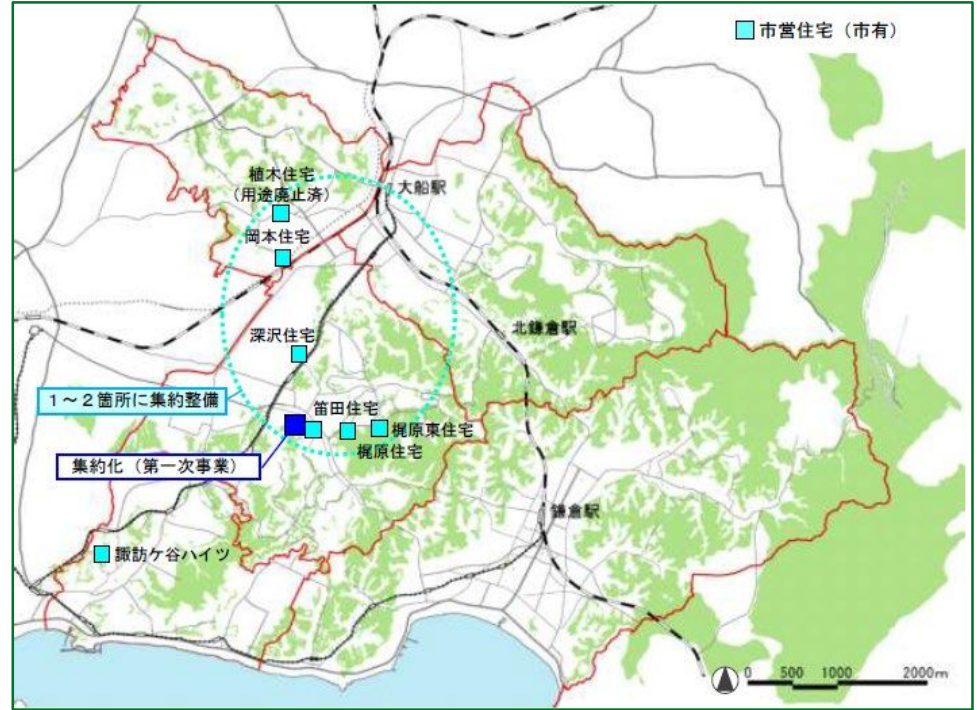 市営住宅（市有）
植木住宅
（用途廃止済）
大船駅
岡本住宅
北鎌倉駅
深沢住宅
１～２箇所に集約整備
笛田住宅
梶原東住宅
梶原住宅
集約化（第一次事業）
鎌倉駅
諏訪ケ谷ハイツ
0 500 1000 2000m